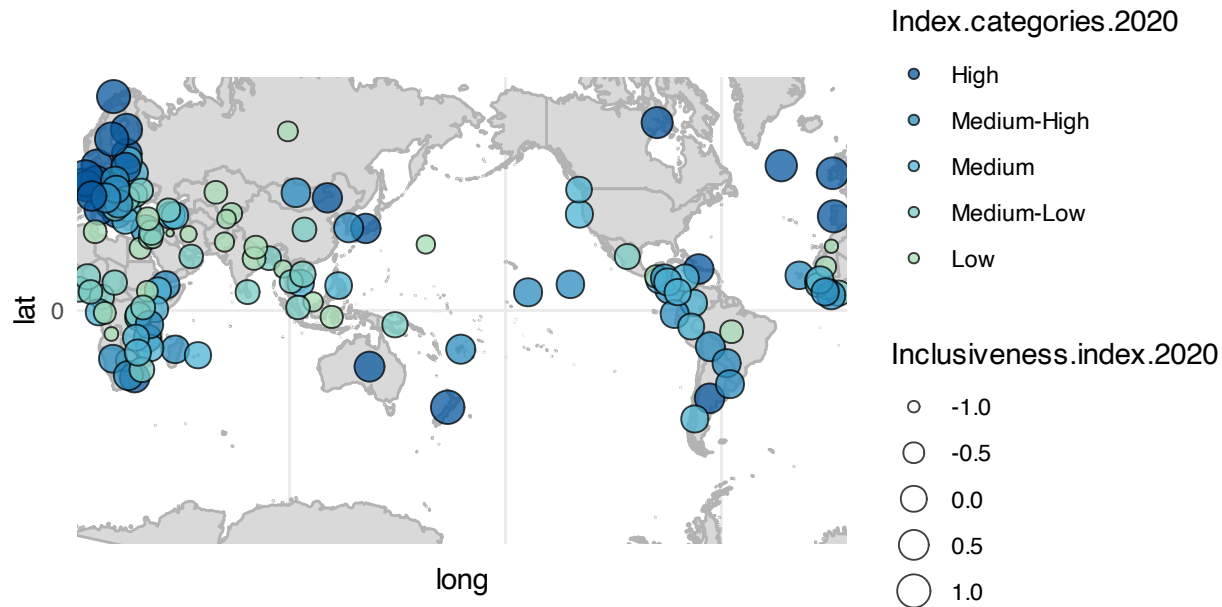 Index.categories.2020
High
Medium-High
Medium
Medium-Low
Low
lat
0
long
Inclusiveness.index.2020
-1.0
-0.5
0.0
0.5
1.0